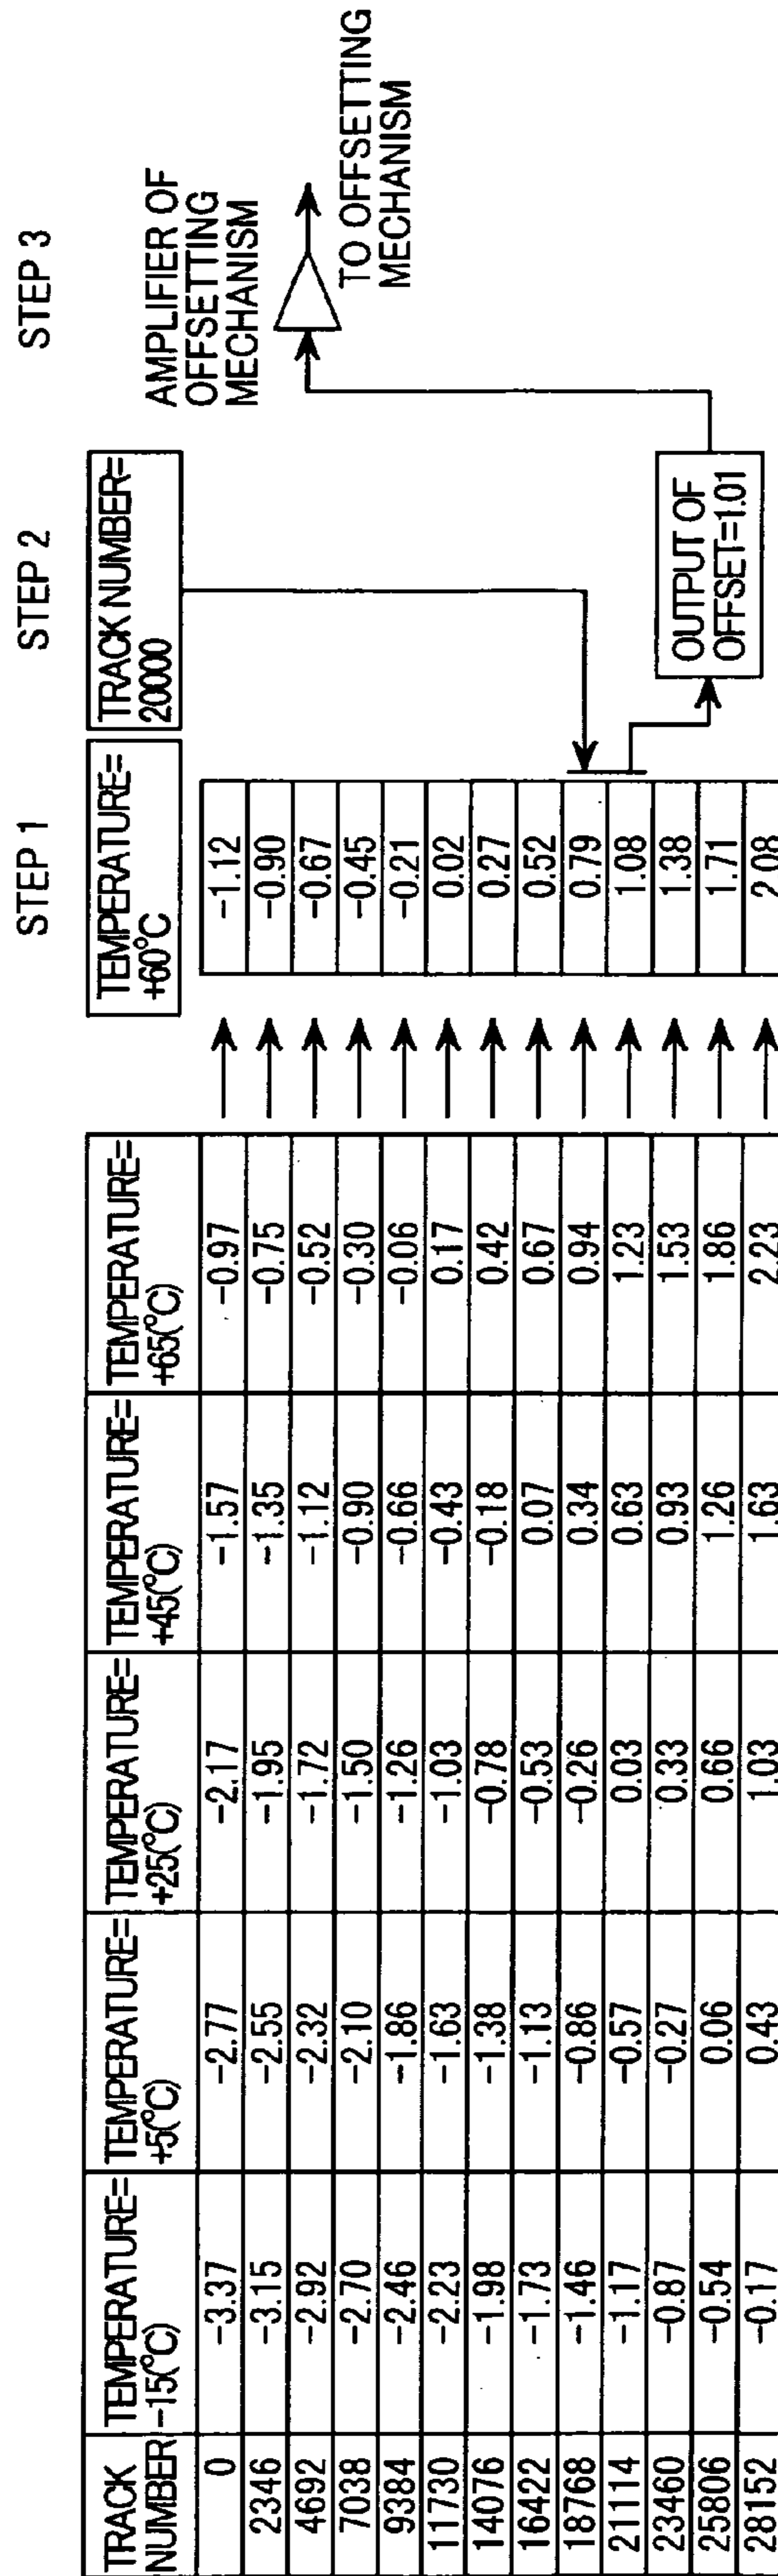 STEP 1 STEP 2 STEP 3
TRACK NUMBER TEMPERATURE= -15(°C) TEMPERATURE= +5(°C) TEMPERATURE= +25(°C) TEMPERATURE= +45(°C) TEMPERATURE= +65(°C)
0 -3.37 -2.77 -2.17 -1.57 -0.97
2346 -3.15 -2.55 -1.95 -1.35 -0.75
4692 -2.92 -2.32 -1.72 -1.12 -0.52
7038 -2.70 -2.10 -1.50 -0.90 -0.30
9384 -2.46 -1.86 -1.26 -0.66 -0.06
11730 -2.23 -1.63 -1.03 -0.43 0.17
14076 -1.98 -1.38 -0.78 -0.18 0.42
16422 -1.73 -1.13 -0.53 0.07 0.67
18768 -1.46 -0.86 -0.26 0.34 0.94
21114 -1.17 -0.57 0.03 0.63 1.23
23460 -0.87 -0.27 0.33 0.93 1.53
25806 -0.54 0.06 0.66 1.26 1.86
28152 -0.17 0.43 1.03 1.63 2.23
TEMPERATURE=
+60°C
-1.12
-0.90
-0.67
-0.45
-0.21
0.02
0.27
0.52
0.79
1.08
1.38
1.71
2.08
TRACK NUMBER=
20000
OUTPUT OF
OFFSET=1.01
AMPLIFIER OF
OFFSETTING
MECHANISM
TO OFFSETTING
MECHANISM